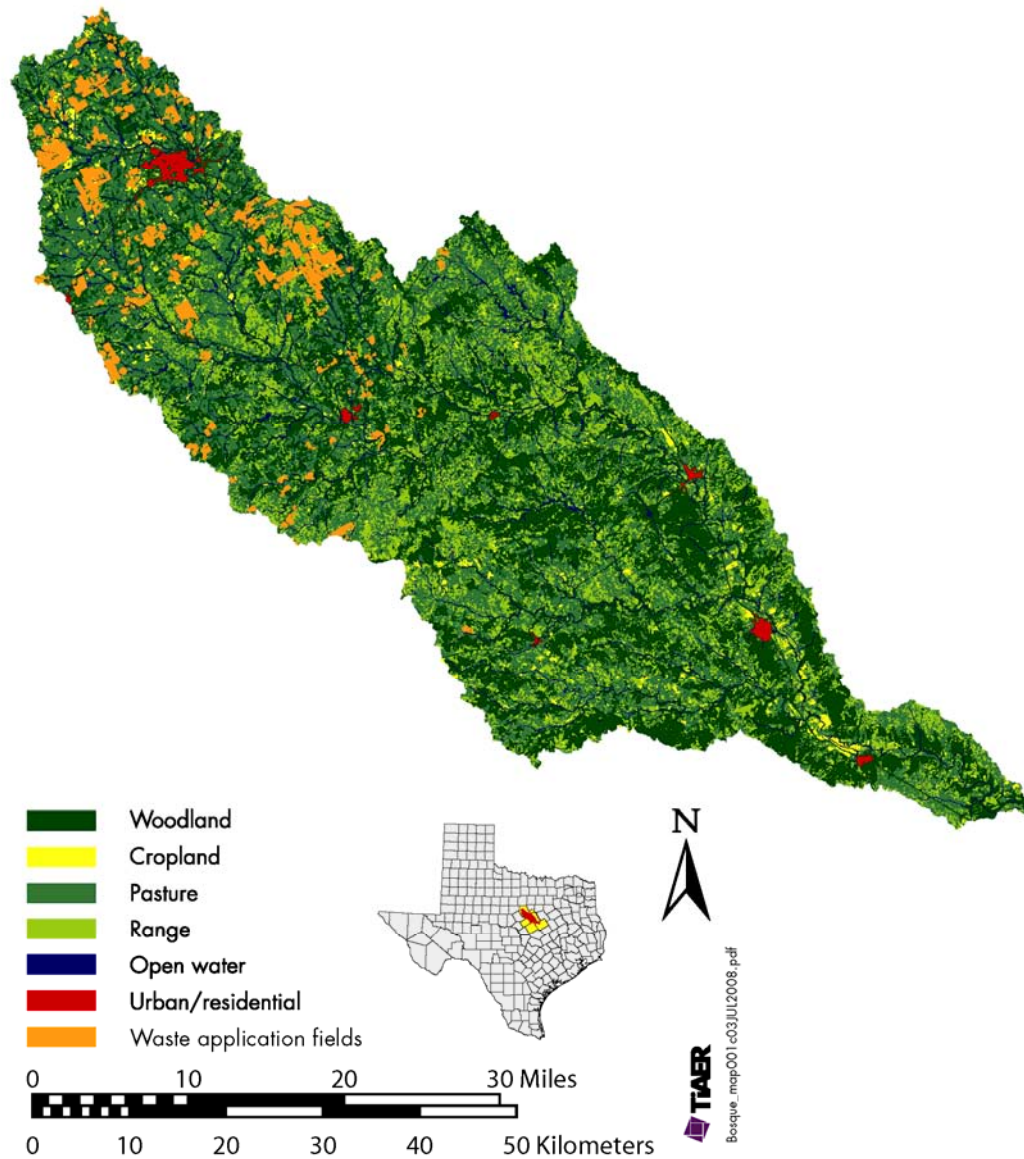 Woodland
Cropland
Pasture
Range
Open water
Urban/residential
Waste application fields
N
0 10 20 30 Miles
0 10 20 30 40 50 Kilometers
TIAER
Bosque_map001c03JUL2008.pdf